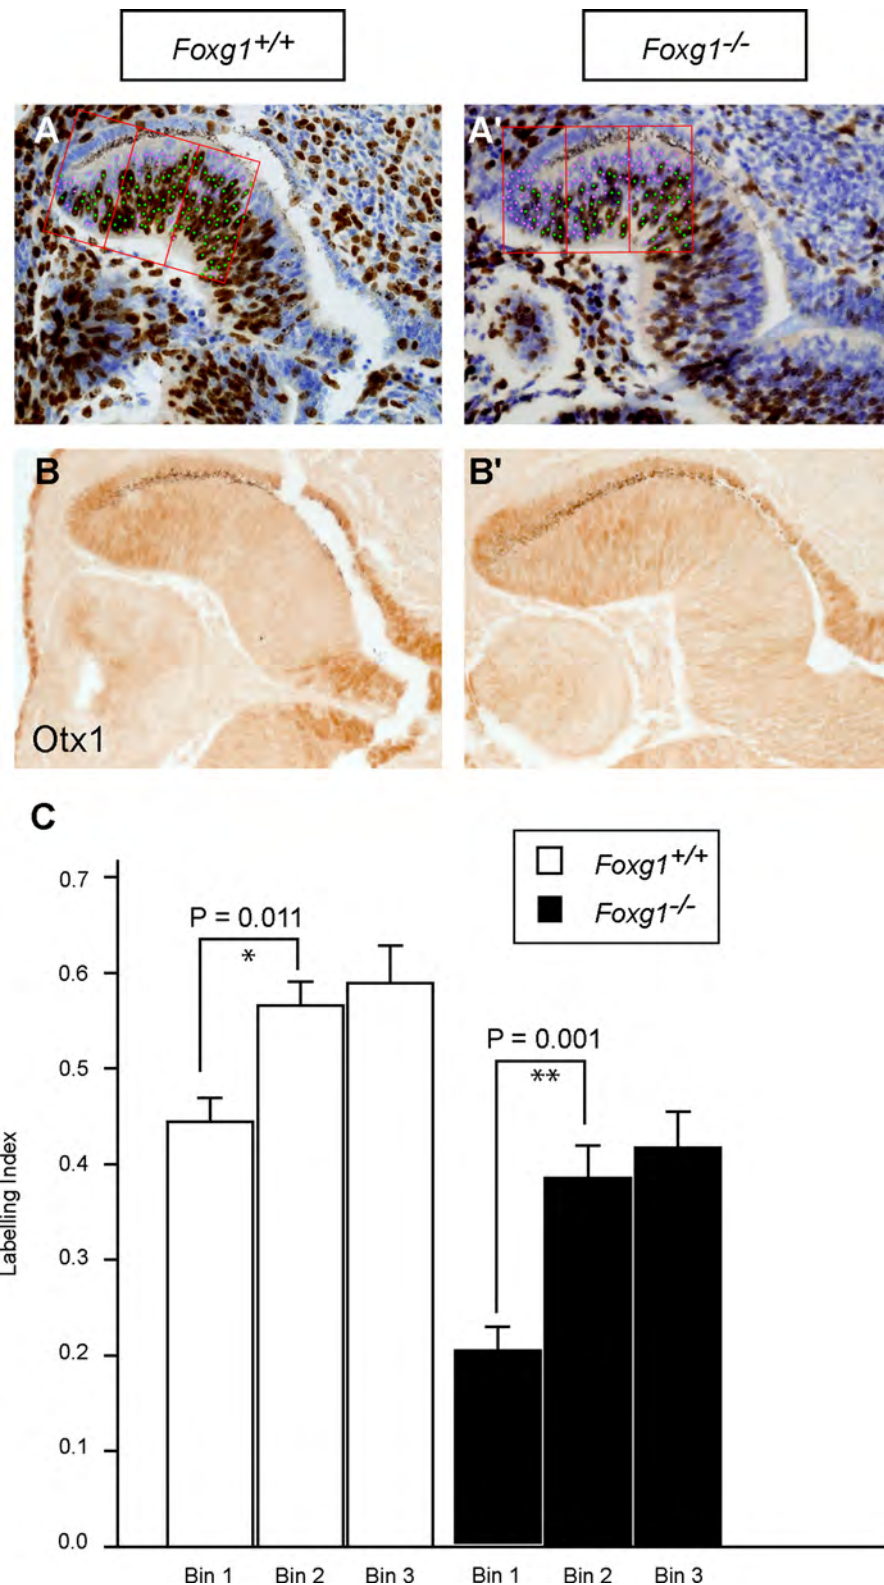 Foxg1+/+
Foxg1-/-
A
A'
B
B'
Otx1
C
Foxg1+/+
Foxg1-/-
Labelling Index
0.7
0.6
0.5
0.4
0.3
0.2
0.1
0.0
P = 0.011
*
P = 0.001
**
Bin 1 Bin 2 Bin 3 Bin 1 Bin 2 Bin 3